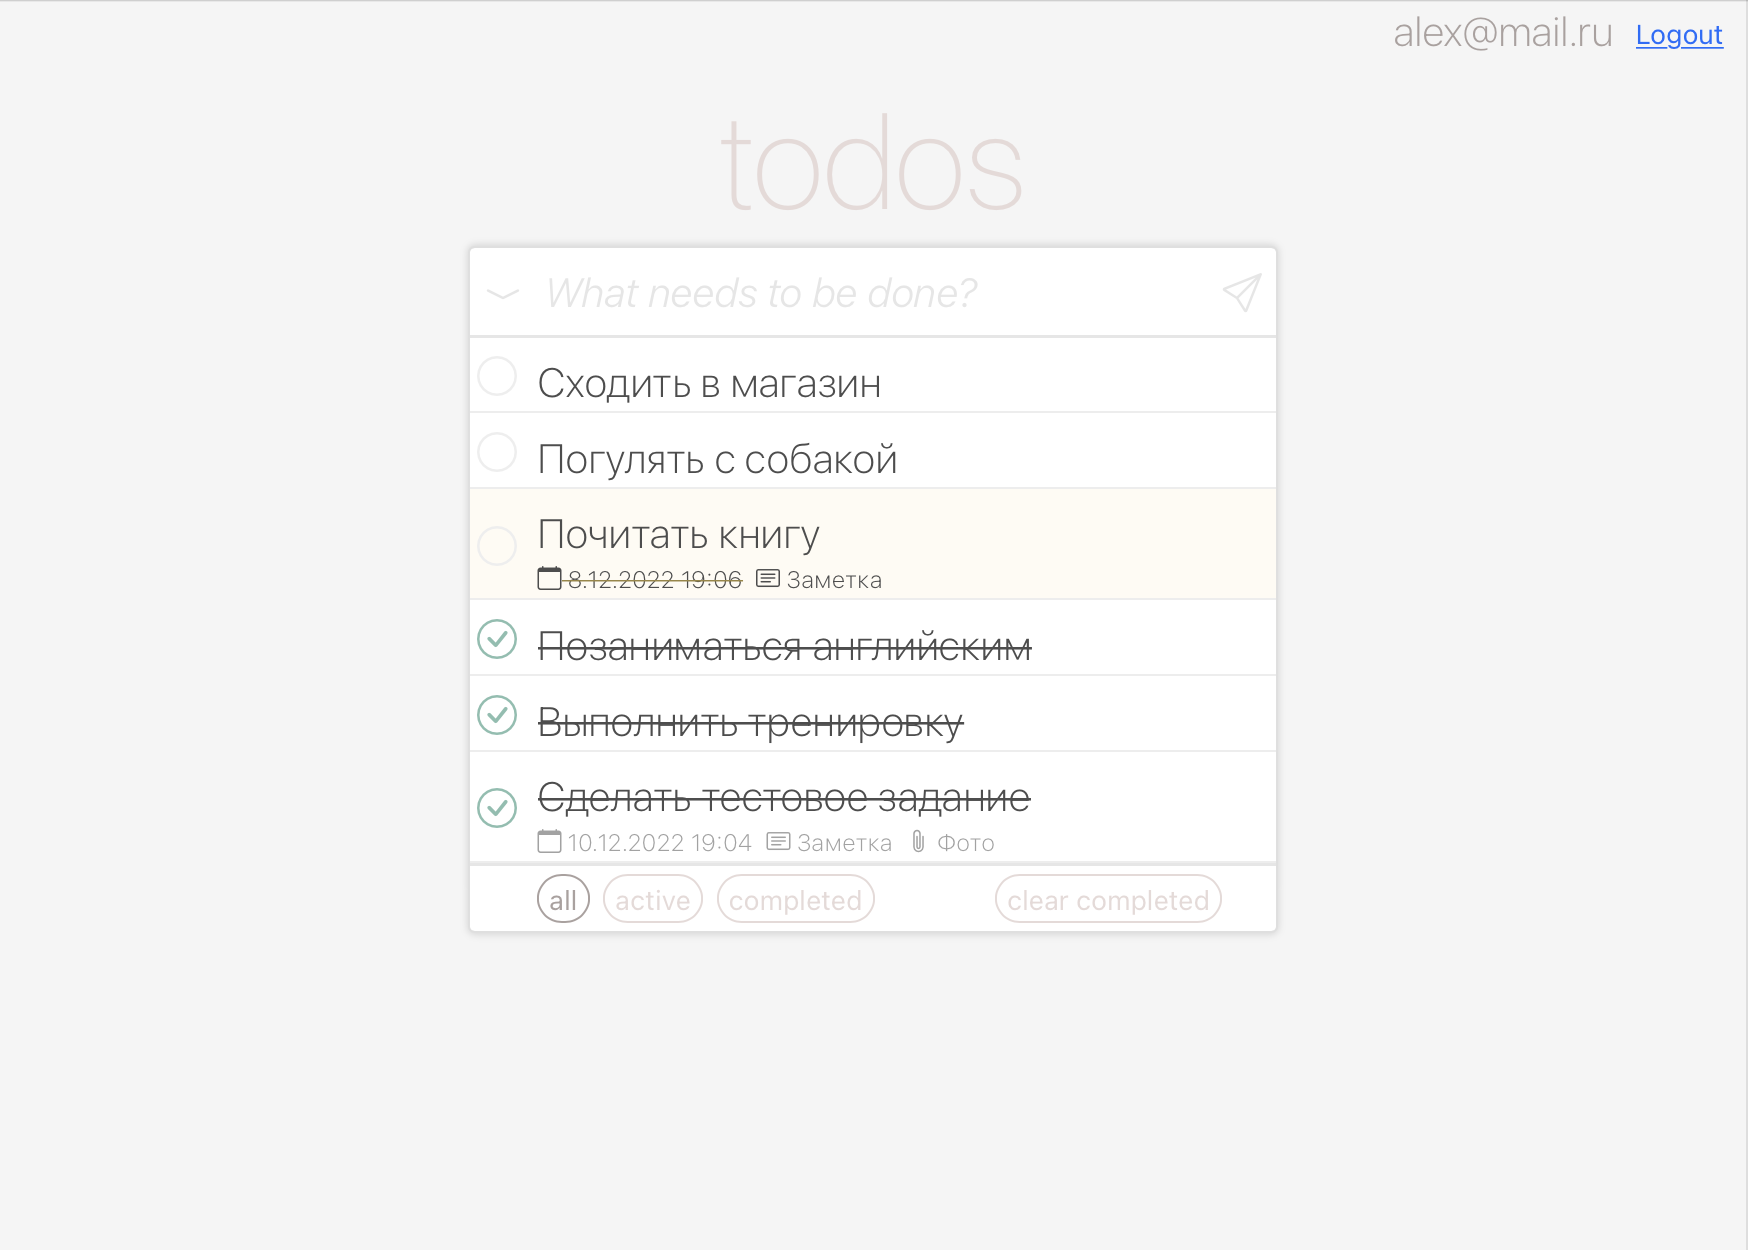 alex@mail.ru Logout
todos
What needs to be done?
Сходить в магазин
Погулять с собакой
Почитать книгу
8.12.2022 19:06 Заметка
Позаниматься английским
Выполнить тренировку
Сделать тестовое задание
10.12.2022 19:04 Заметка Фото
all active completed clear completed